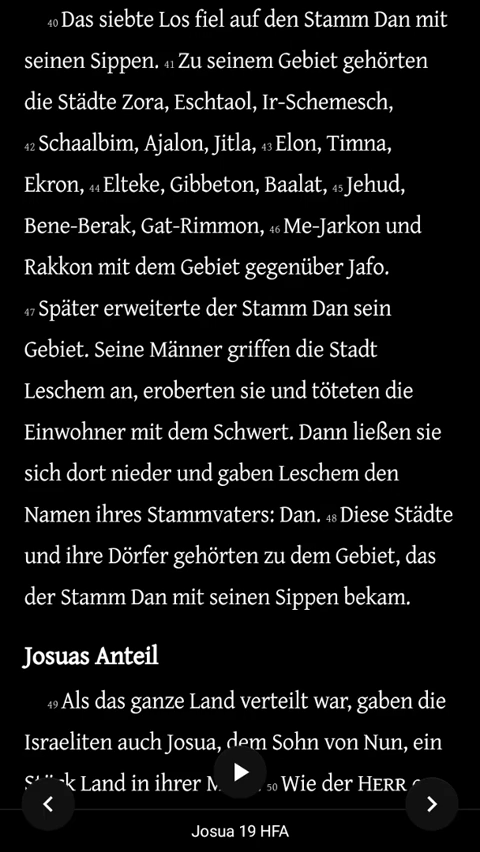 40 Das siebte Los fiel auf den Stamm Dan mit
seinen Sippen. 41 Zu seinem Gebiet gehörten
die Städte Zora, Eschtaol, Ir-Schemesch,
42 Schaalbim, Ajalon, Jitla, 43 Elon, Timna,
Ekron, 44 Elteke, Gibbeton, Baalat, 45 Jehud,
Bene-Berak, Gat-Rimmon, 46 Me-Jarkon und
Rakkon mit dem Gebiet gegenüber Jafo.
47 Später erweiterte der Stamm Dan sein
Gebiet. Seine Männer griffen die Stadt
Leschem an, eroberten sie und töteten die
Einwohner mit dem Schwert. Dann ließen sie
sich dort nieder und gaben Leschem den
Namen ihres Stammvaters: Dan. 48 Diese Städte
und ihre Dörfer gehörten zu dem Gebiet, das
der Stamm Dan mit seinen Sippen bekam.
Josuas Anteil
49 Als das ganze Land verteilt war, gaben die
Israeliten auch Josua, dem Sohn von Nun, ein
Land in ihrer 50 Wie der HERR
Josua 19 HFA